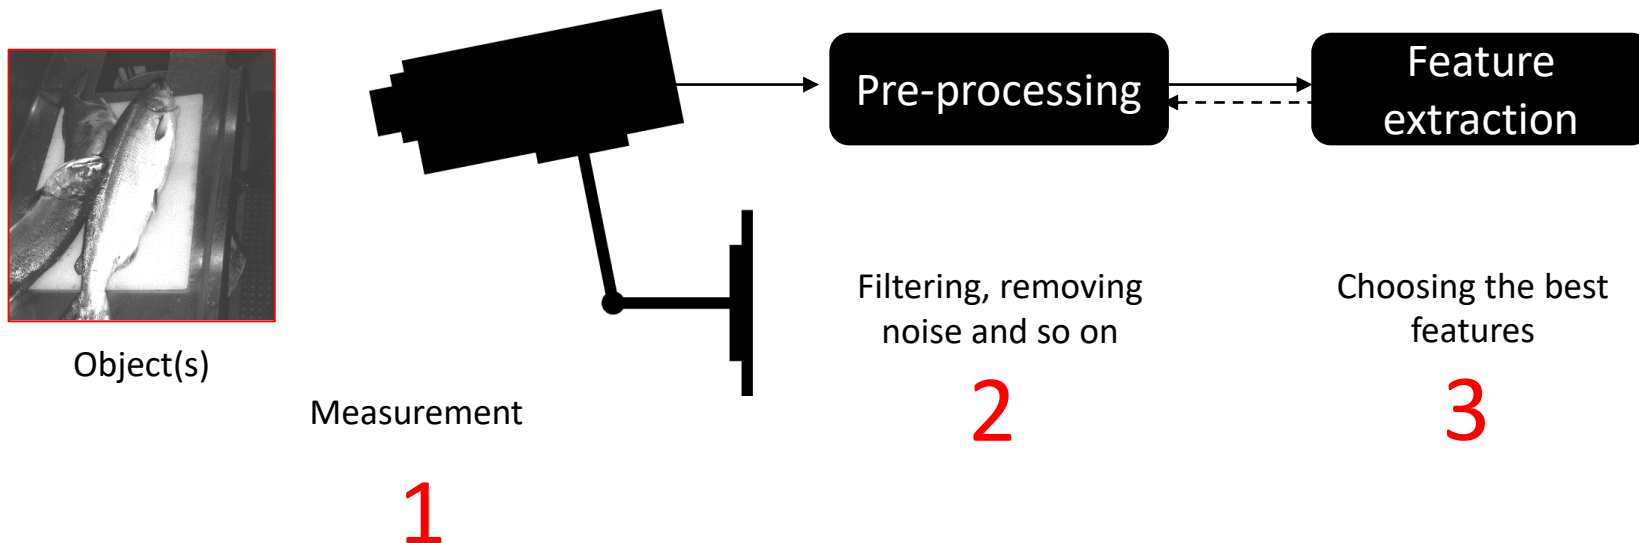 Object(s)
Measurement
1
Pre-processing
Filtering, removing
noise and so on
2
Feature
extraction
Choosing the best
features
3